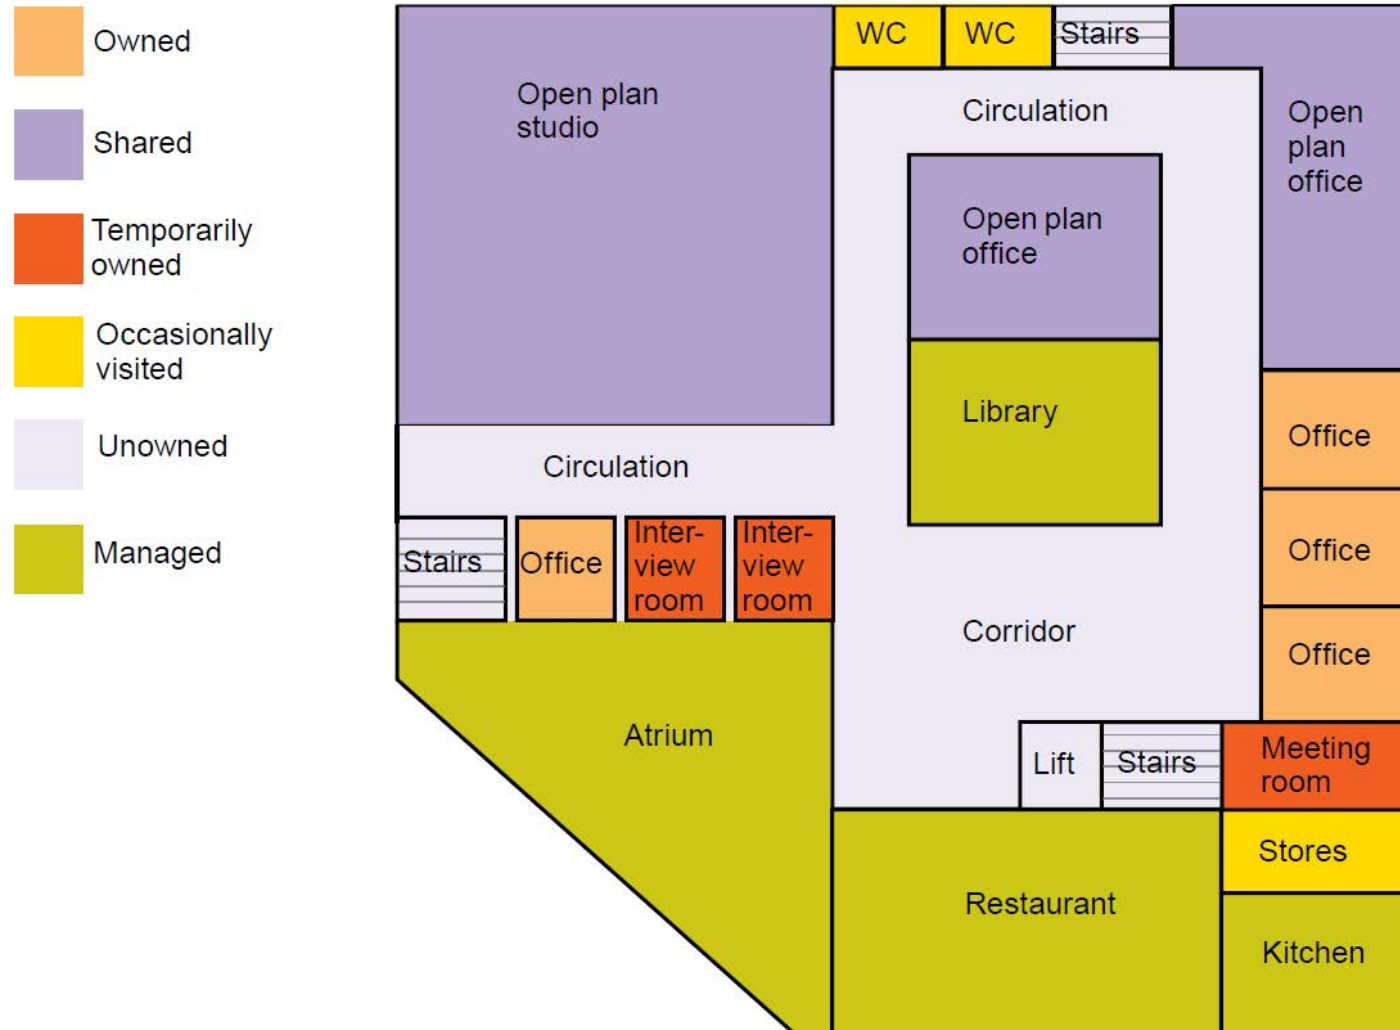 Owned
Shared
Temporarily
owned
Occasionally
visited
Unowned
Managed
Open plan
studio
WC
WC
Stairs
Circulation
Open
plan
office
Open plan
office
Library
Circulation
Office
Stairs
Office
Inter-
view
room
Inter-
view
room
Office
Corridor
Office
Atrium
Lift
Stairs
Meeting
room
Stores
Restaurant
Kitchen